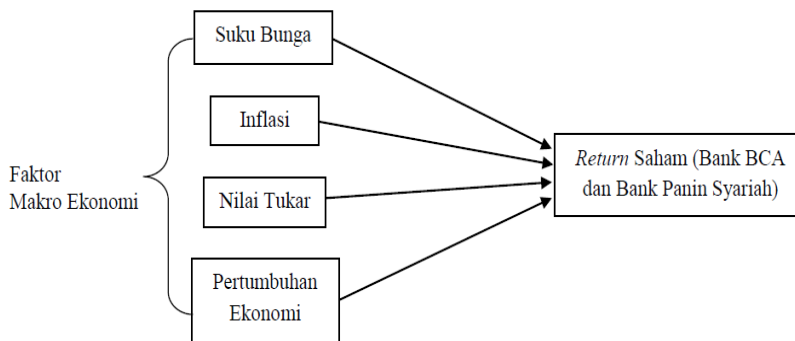 Suku Bunga
Inflasi
Faktor
Makro Ekonomi
Nilai Tukar
Pertumbuhan
Ekonomi
Return Saham (Bank BCA
dan Bank Panin Syariah)